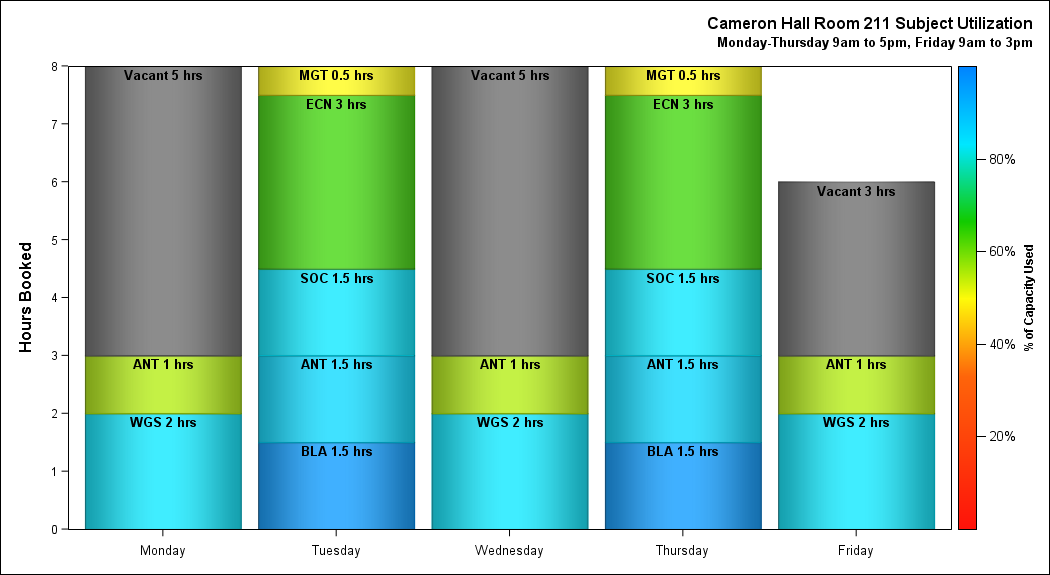 Cameron Hall Room 211 Subject Utilization
Monday-Thursday 9am to 5pm, Friday 9am to 3pm
Hours Booked
8
7
6
5
4
3
2
1
0
Vacant 5 hrs
ANT 1 hrs
WGS 2 hrs
MGT 0.5 hrs
ECN 3 hrs
SOC 1.5 hrs
ANT 1.5 hrs
BLA 1.5 hrs
Vacant 5 hrs
ANT 1 hrs
WGS 2 hrs
MGT 0.5 hrs
ECN 3 hrs
SOC 1.5 hrs
ANT 1.5 hrs
BLA 1.5 hrs
Vacant 3 hrs
ANT 1 hrs
WGS 2 hrs
Monday
Tuesday
Wednesday
Thursday
Friday
80%
60%
40%
20%
% of Capacity Used